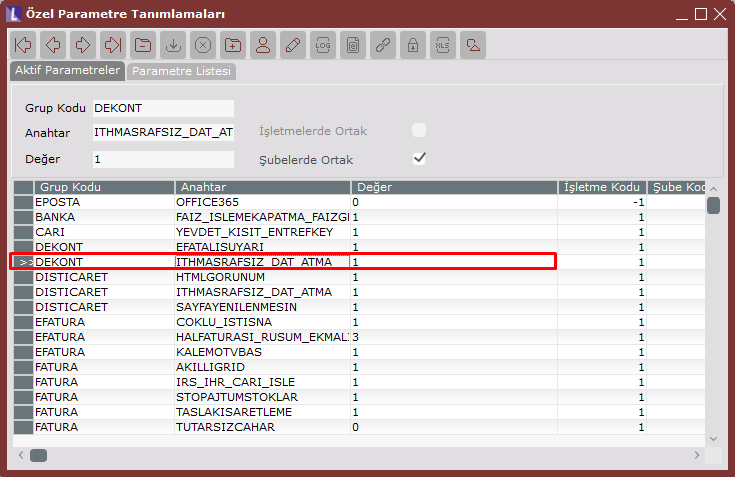 Özel Parametre Tanımlamaları
LOG XLS
Aktif Parametreler Parametre Listesi
Grup Kodu DEKONT
Anahtar ITHMASRAFSIZ_DAT_AT İşletmelerde Ortak
Değer 1 Şubelerde Ortak
Grup Kodu Anahtar Değer İşletme Kodu Şube Kod
EPOSTA OFFICE365 0 -1
BANKA FAIZ_ISLEMEKAPATMA_FAIZGI 1 1
CARI YEVDET_KISIT_ENTREFKEY 1 1
DEKONT EFATALISUYARI 1 1
>> DEKONT ITHMASRAFSIZ_DAT_ATMA 1 1
DISTICARET HTMLGORUNUM 1 1
DISTICARET ITHMASRAFSIZ_DAT_ATMA 1 1
DISTICARET SAYFAYENILENMESIN 1 1
EFATURA COKLU_ISTISNA 1 1
EFATURA HALFATURASI_RUSUM_EKMALI 3 1
EFATURA KALEMOTVBAS 1 1
FATURA AKILLIGRID 1 1
FATURA IRS_IHR_CARI_ISLE 1 1
FATURA STOPAJTUMSTOKLAR 1 1
FATURA TASLAKISARETLEME 1 1
FATURA TUTARSIZCAHAR 0 1